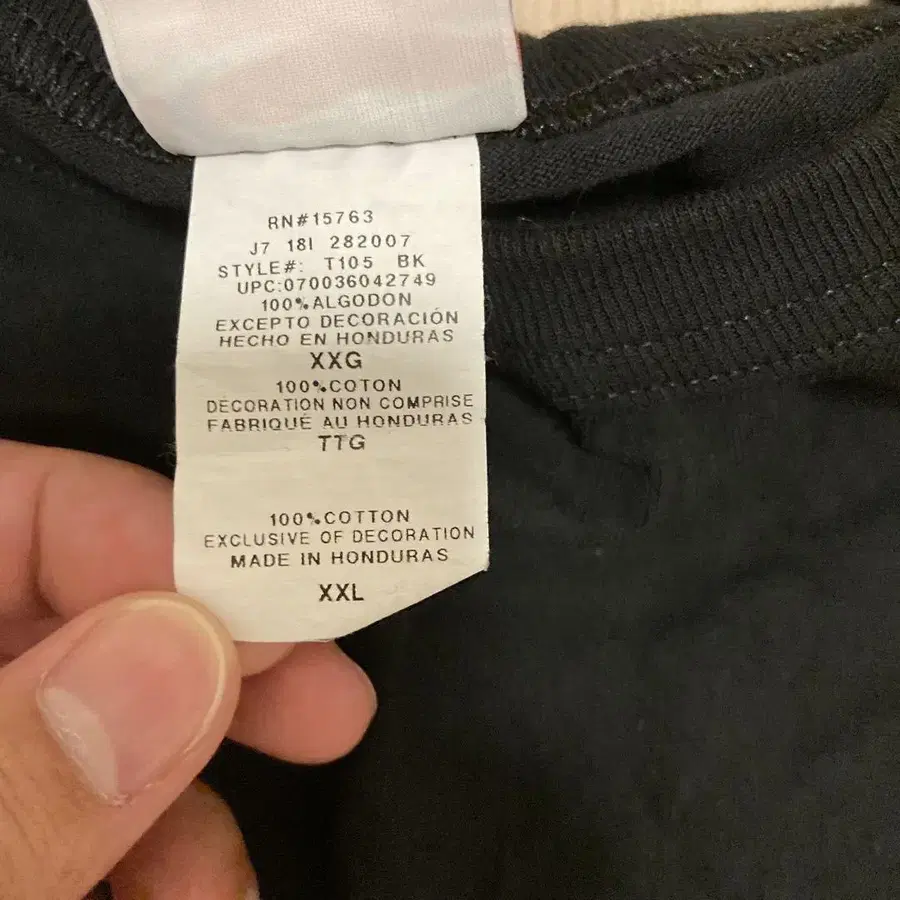 RN#15763
J7 18I 282007
STYLE#: T105 BK
UPC:070036042749
100%ALGODON
EXCEPTO DECORACIÓN
HECHO EN HONDURAS
XXG
100%COTON
DÉCORATION NON COMPRISE
FABRIQUÉ AU HONDURAS
TTG
100%COTTON
EXCLUSIVE OF DECORATION
MADE IN HONDURAS
XXL